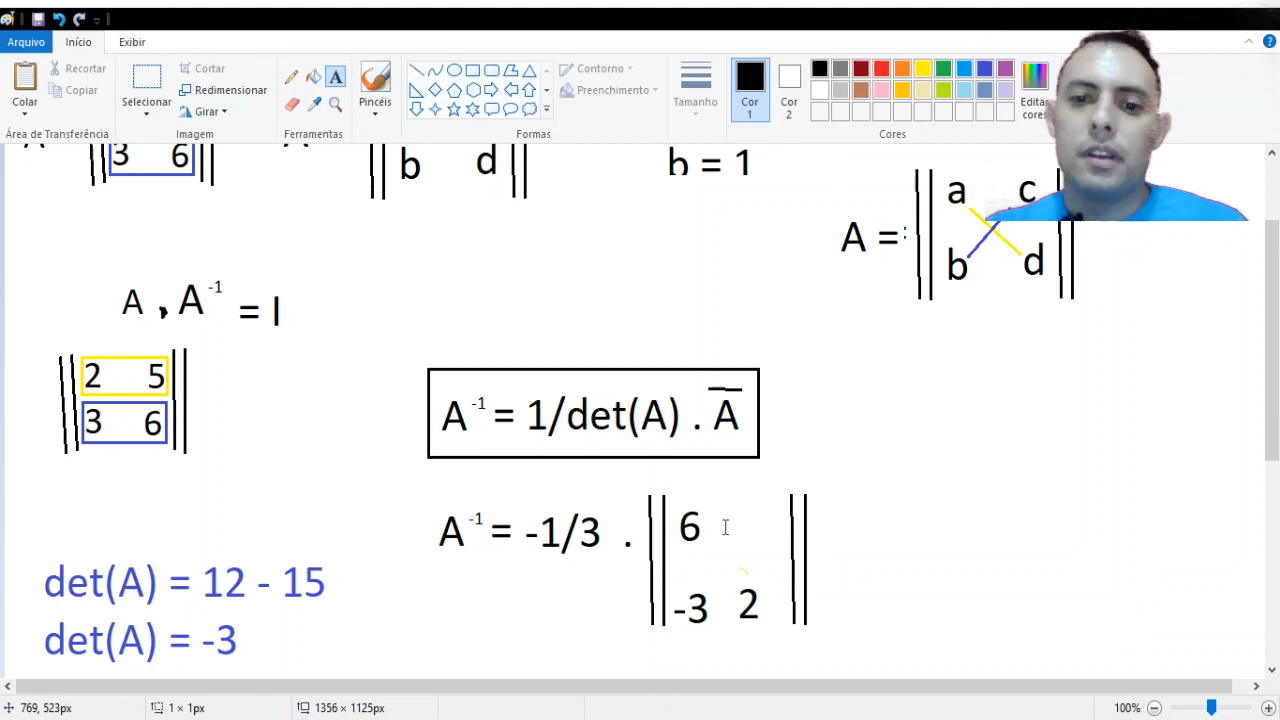 Arquivo Início Exibir
Colar Recortar Copiar
Selecionar Cortar Redimensionar Girar
Pincéis
Contorno Preenchimento
Tamanho
Cor 1 Cor 2
Editar cores
Área de Transferência Imagem Ferramentas Formas Cores
3 6
b d
b = 1
A = a c
b d
A . A -1 = I
2 5
3 6
A -1 = 1/det(A) . A
A -1 = -1/3 . 6
-3 2
det(A) = 12 - 15
det(A) = -3
769, 523px 1 × 1px 1356 × 1125px 100%